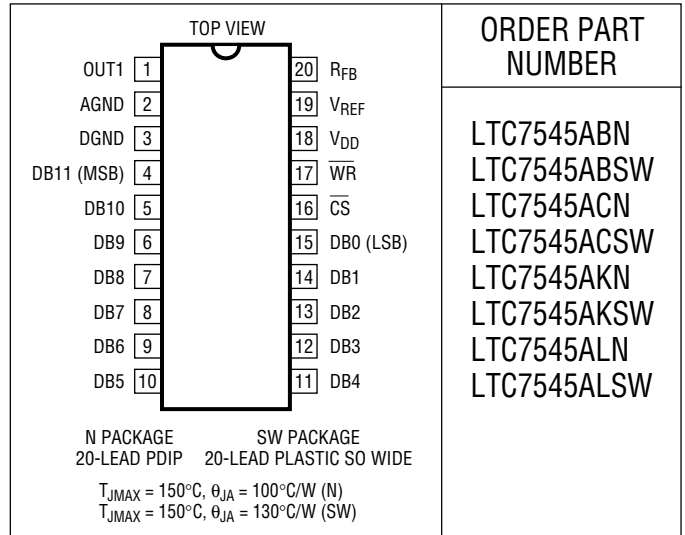 TOP VIEW
OUT1 1
AGND 2
DGND 3
DB11 (MSB) 4
DB10 5
DB9 6
DB8 7
DB7 8
DB6 9
DB5 10
20 RFB
19 VREF
18 VDD
17 W̅R̅
16 C̅S̅
15 DB0 (LSB)
14 DB1
13 DB2
12 DB3
11 DB4
N PACKAGE
20-LEAD PDIP
SW PACKAGE
20-LEAD PLASTIC SO WIDE
TJMAX = 150°C, θJA = 100°C/W (N)
TJMAX = 150°C, θJA = 130°C/W (SW)
ORDER PART
NUMBER
LTC7545ABN
LTC7545ABSW
LTC7545ACN
LTC7545ACSW
LTC7545AKN
LTC7545AKSW
LTC7545ALN
LTC7545ALSW